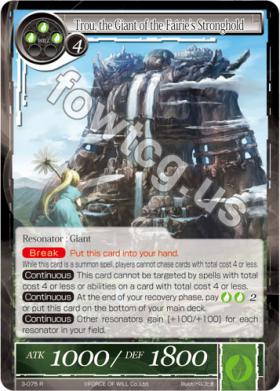 Trou, the Giant of the Fairie's Stronghold
WILL
4
fowtcg.us
Resonator : Giant
Break Put this card into your hand.
While this card is a summon spell, players cannot chase cards with total cost 4 or less.
Continuous This card cannot be targeted by spells with total
cost 4 or less or abilities on a card with total cost 4 or less.
Continuous At the end of your recovery phase, pay 2
or put this card on the bottom of your main deck.
Continuous Other resonators gain [+100/+100] for each
resonator in your field.
ATK 1000/ DEF 1800
3-075 R ©FORCE OF WILL Co.,Ltd.